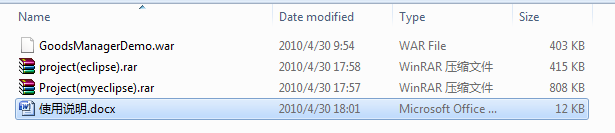 Name Date modified Type Size
GoodsManagerDemo.war 2010/4/30 9:54 WAR File 403 KB
project(eclipse).rar 2010/4/30 17:58 WinRAR 压缩文件 415 KB
Project(myeclipse).rar 2010/4/30 17:57 WinRAR 压缩文件 808 KB
使用说明.docx 2010/4/30 18:01 Microsoft Office ... 12 KB